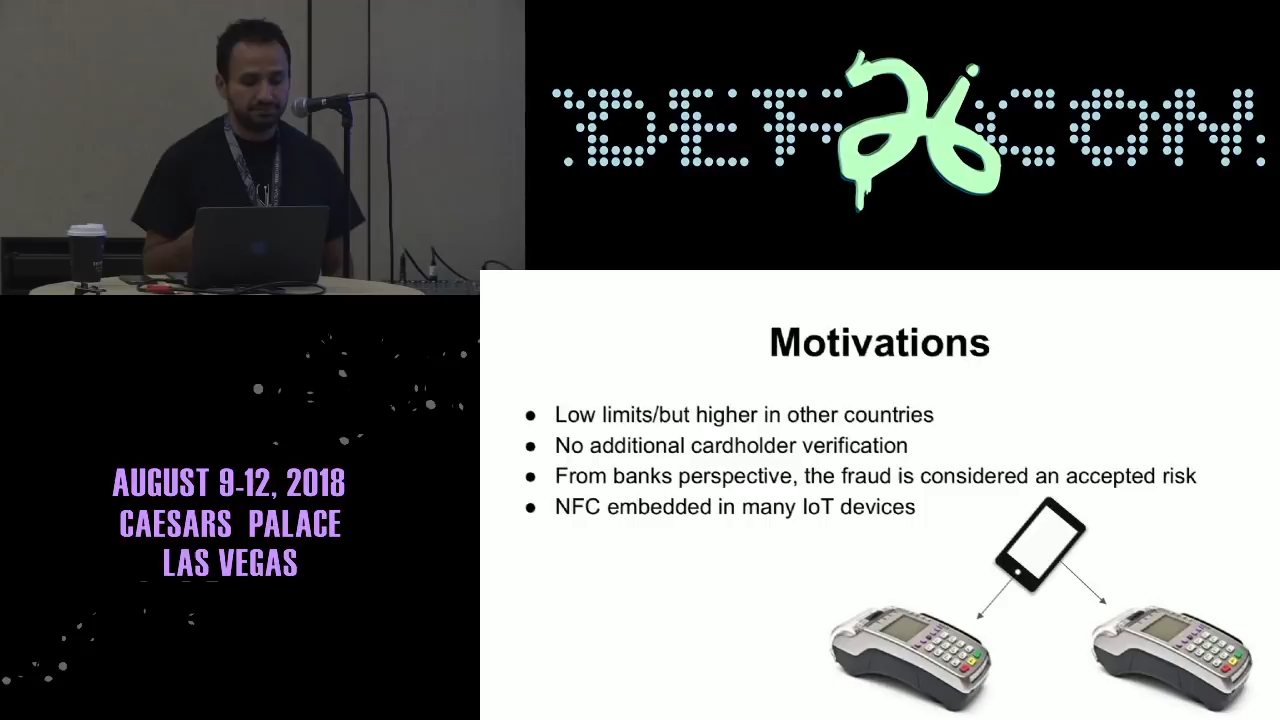 DEF 26 CON
Motivations
● Low limits/but higher in other countries
● No additional cardholder verification
● From banks perspective, the fraud is considered an accepted risk
● NFC embedded in many IoT devices
AUGUST 9-12, 2018
CAESARS PALACE
LAS VEGAS